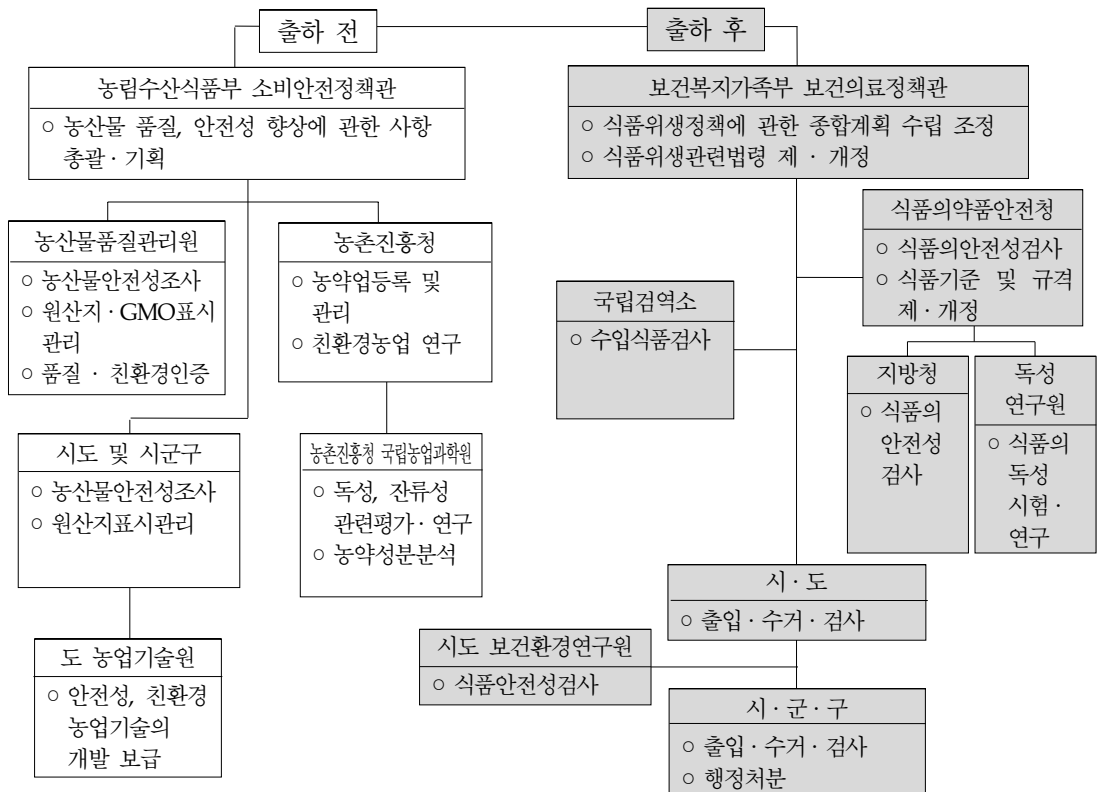 출하 전
출하 후
농림수산식품부 소비안전정책관
○ 농산물 품질, 안전성 향상에 관한 사항
총괄·기획
보건복지가족부 보건의료정책관
○ 식품위생정책에 관한 종합계획 수립 조정
○ 식품위생관련법령 제 · 개정
농산물품질관리원
○ 농산물안전성조사
○ 원산지·GMO표시
관리
○ 품질 · 친환경인증
농촌진흥청
○ 농약업등록 및
관리
○ 친환경농업 연구
국립검역소
○ 수입식품검사
식품의약품안전청
○ 식품의안전성검사
○ 식품기준 및 규격
제·개정
지방청
○ 식품의
안전성
검사
독성
연구원
○ 식품의
독성
시험·
연구
시도 및 시군구
○ 농산물안전성조사
○ 원산지표시관리
농촌진흥청 국립농업과학원
○ 독성, 잔류성
관련평가·연구
○ 농약성분분석
시·도
○ 출입·수거·검사
시도 보건환경연구원
○ 식품안전성검사
도 농업기술원
○ 안전성, 친환경
농업기술의
개발 보급
시·군·구
○ 출입·수거·검사
○ 행정처분